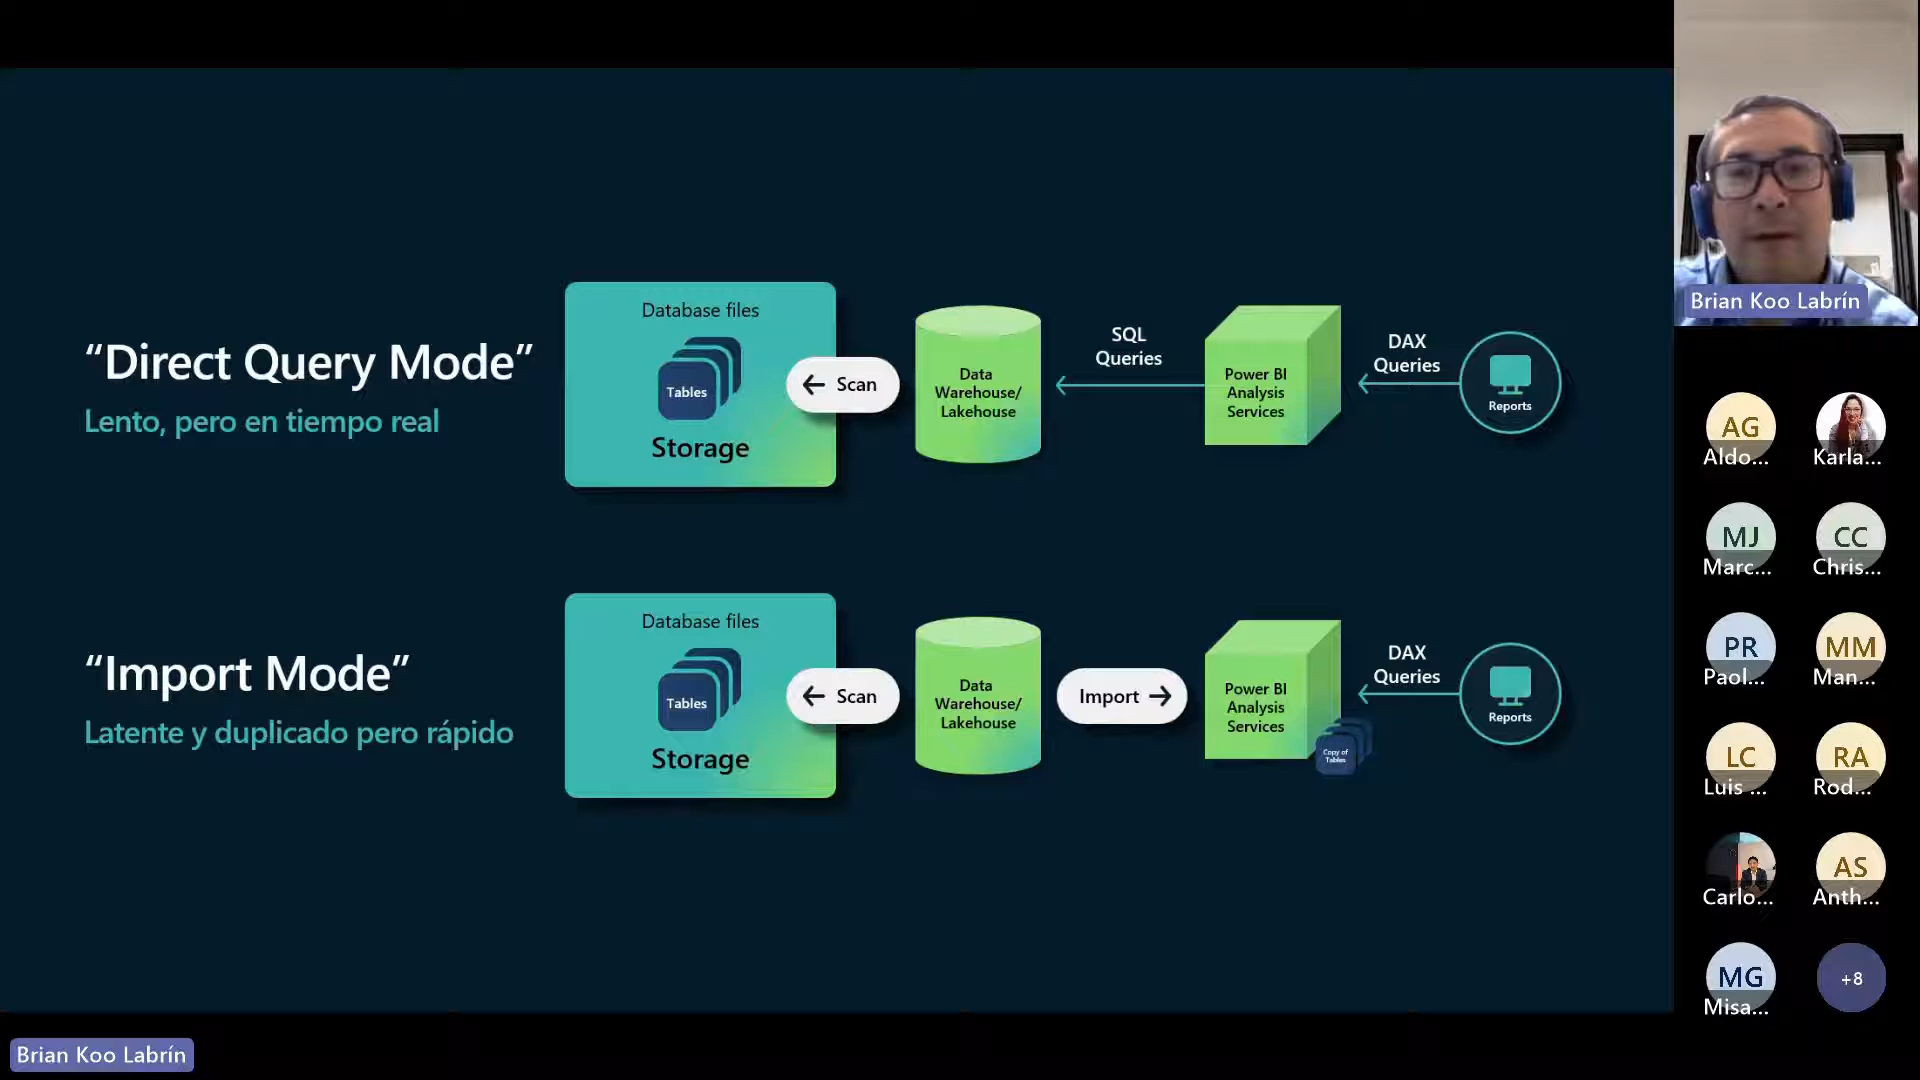 “Direct Query Mode”
Lento, pero en tiempo real
Database files
Tables
Storage
Scan
Data
Warehouse/
Lakehouse
SQL
Queries
Power BI
Analysis
Services
DAX
Queries
Reports
“Import Mode”
Latente y duplicado pero rápido
Database files
Tables
Storage
Scan
Data
Warehouse/
Lakehouse
Import
Power BI
Analysis
Services
Copy of
Tables
DAX
Queries
Reports
Brian Koo Labrín
AG
Aldo...
Karla...
MJ
Marc...
CC
Chris...
PR
Paol...
MM
Man...
LC
Luis ...
RA
Rod...
Carlo...
AS
Anth...
MG
Misa...
+8
Brian Koo Labrín